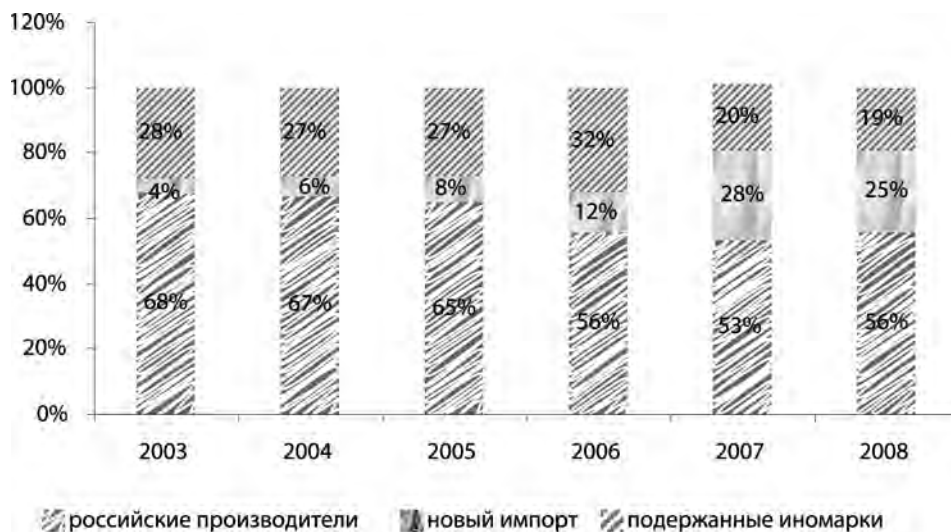 120%
100%
80%
60%
40%
20%
0%
28% 27% 27% 32% 20% 19%
4% 6% 8% 12% 28% 25%
68% 67% 65% 56% 53% 56%
2003 2004 2005 2006 2007 2008
российские производители новый импорт подержанные иномарки